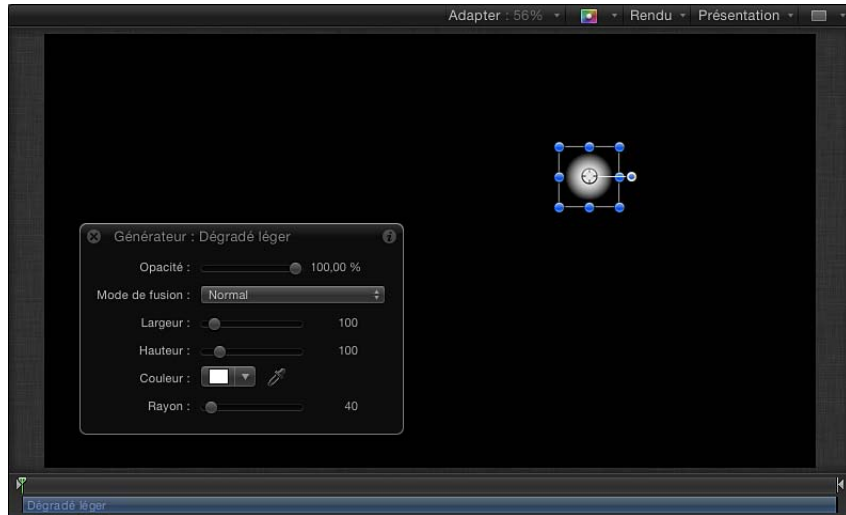 Adapter : 56% Rendu Présentation
Générateur : Dégradé léger
Opacité : 100,00 %
Mode de fusion : Normal
Largeur : 100
Hauteur : 100
Couleur :
Rayon : 40
Dégradé léger